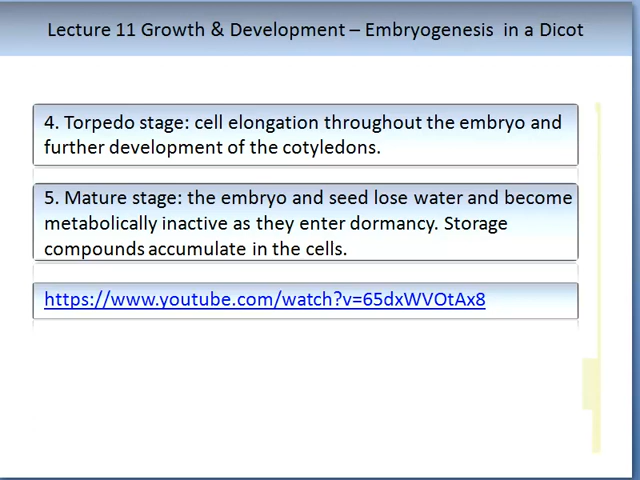 Lecture 11 Growth & Development – Embryogenesis in a Dicot
4. Torpedo stage: cell elongation throughout the embryo and
further development of the cotyledons.
5. Mature stage: the embryo and seed lose water and become
metabolically inactive as they enter dormancy. Storage
compounds accumulate in the cells.
https://www.youtube.com/watch?v=65dxWVOtAx8